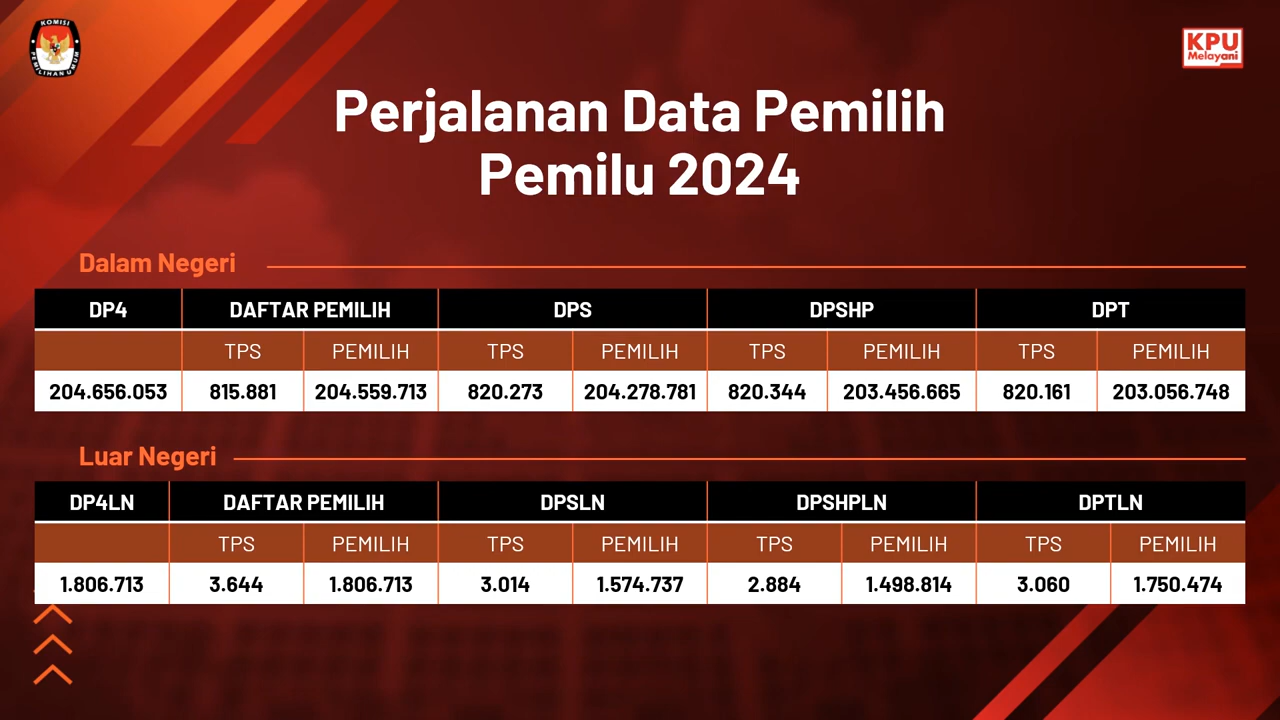 KOMISI
PEMILIHAN UMUM
KPU
Melayani
Perjalanan Data Pemilih
Pemilu 2024
Dalam Negeri
DP4 DAFTAR PEMILIH DPS DPSHP DPT
TPS PEMILIH TPS PEMILIH TPS PEMILIH TPS PEMILIH
204.656.053 815.881 204.559.713 820.273 204.278.781 820.344 203.456.665 820.161 203.056.748
Luar Negeri
DP4LN DAFTAR PEMILIH DPSLN DPSHPLN DPTLN
TPS PEMILIH TPS PEMILIH TPS PEMILIH TPS PEMILIH
1.806.713 3.644 1.806.713 3.014 1.574.737 2.884 1.498.814 3.060 1.750.474